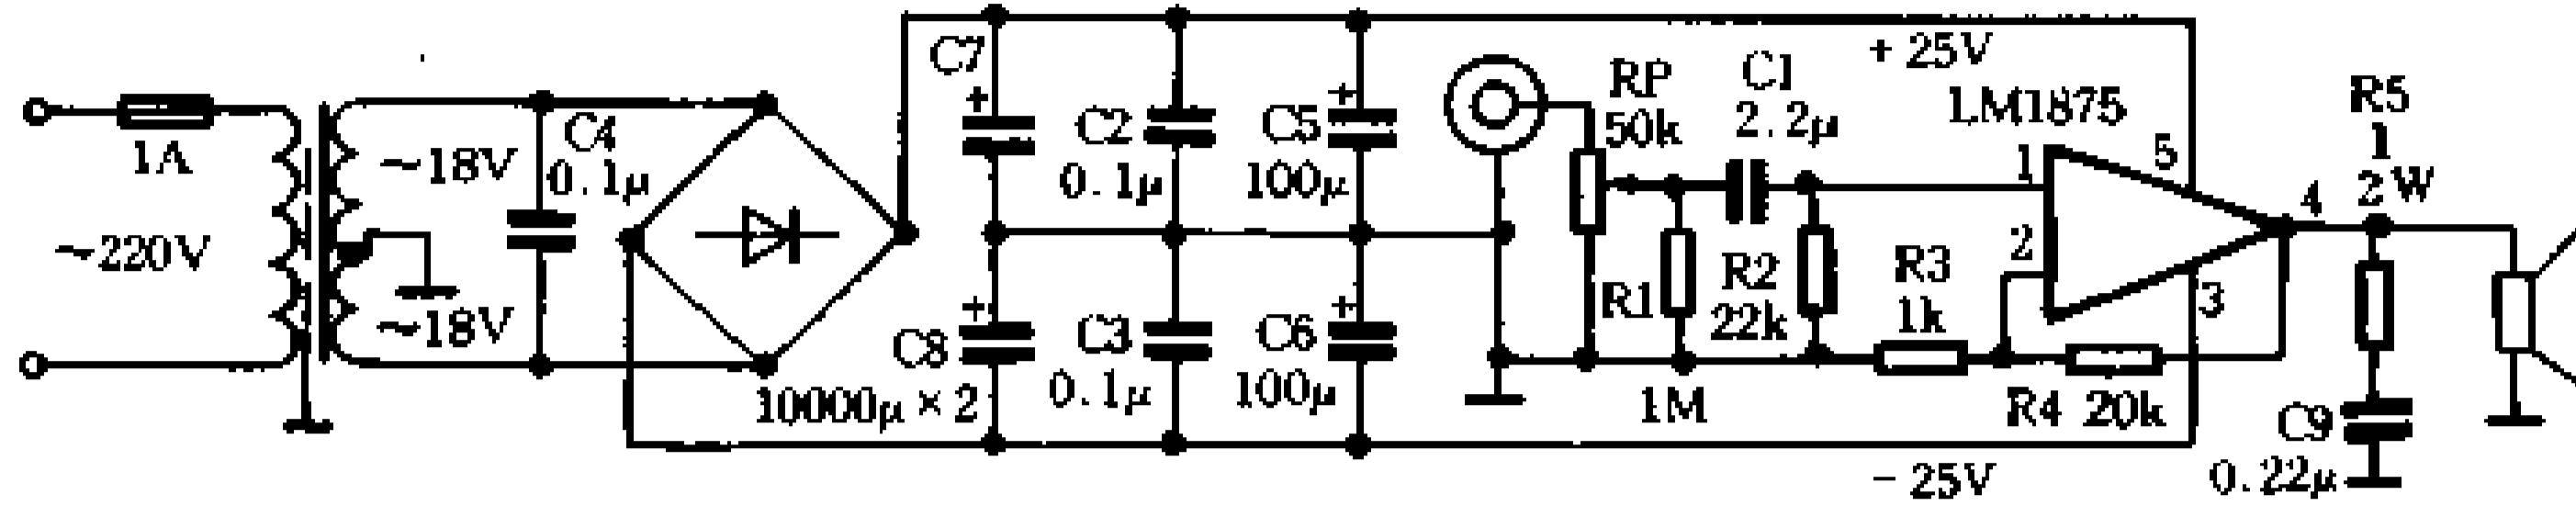 1A
~220V
~18V
~18V
C4
0.1μ
C7
+
C8
+
10000μ×2
C2
0.1μ
C3
0.1μ
C5
+
100μ
C6
+
100μ
RP
50k
C1
2.2μ
R1
1M
R2
22k
R3
1k
R4 20k
+25V
LM1875
1
2
5
4
3
-25V
R5
1
2W
C9
0.22μ